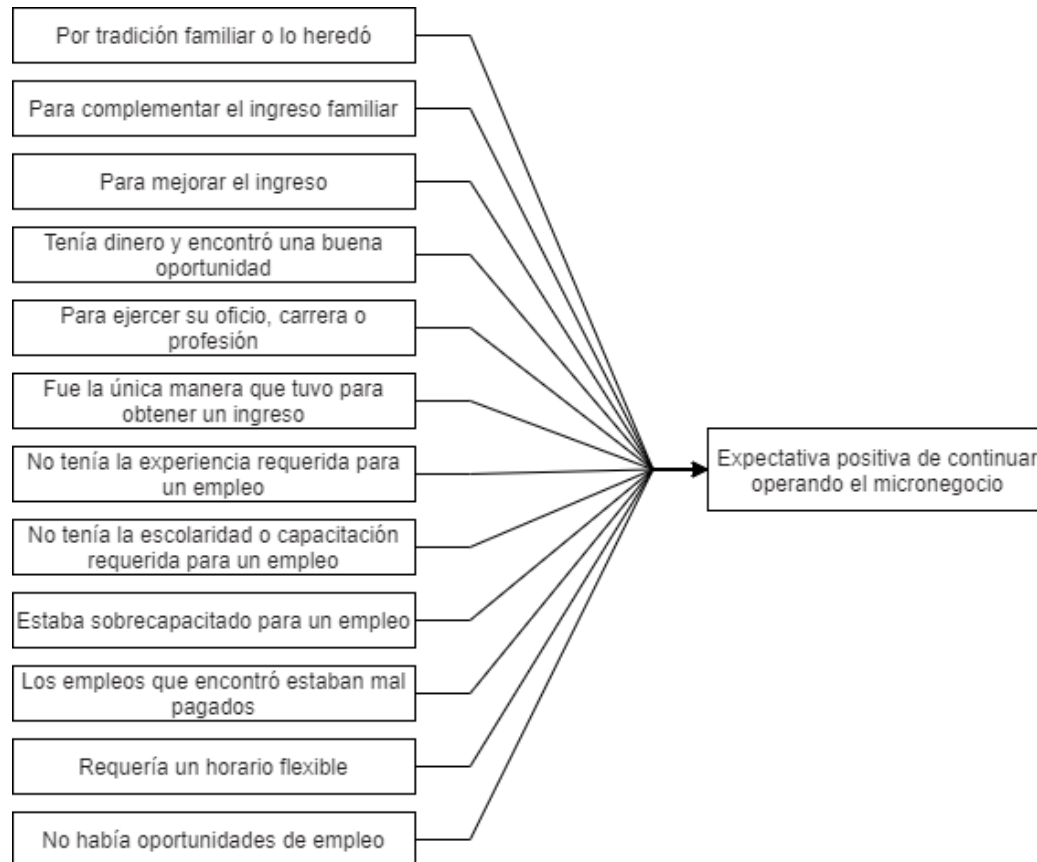 Por tradición familiar o lo heredó
Para complementar el ingreso familiar
Para mejorar el ingreso
Tenía dinero y encontró una buena
oportunidad
Para ejercer su oficio, carrera o
profesión
Fue la única manera que tuvo para
obtener un ingreso
No tenía la experiencia requerida para
un empleo
No tenía la escolaridad o capacitación
requerida para un empleo
Estaba sobrecapacitado para un empleo
Los empleos que encontró estaban mal
pagados
Requería un horario flexible
No había oportunidades de empleo
Expectativa positiva de continuar
operando el micronegocio